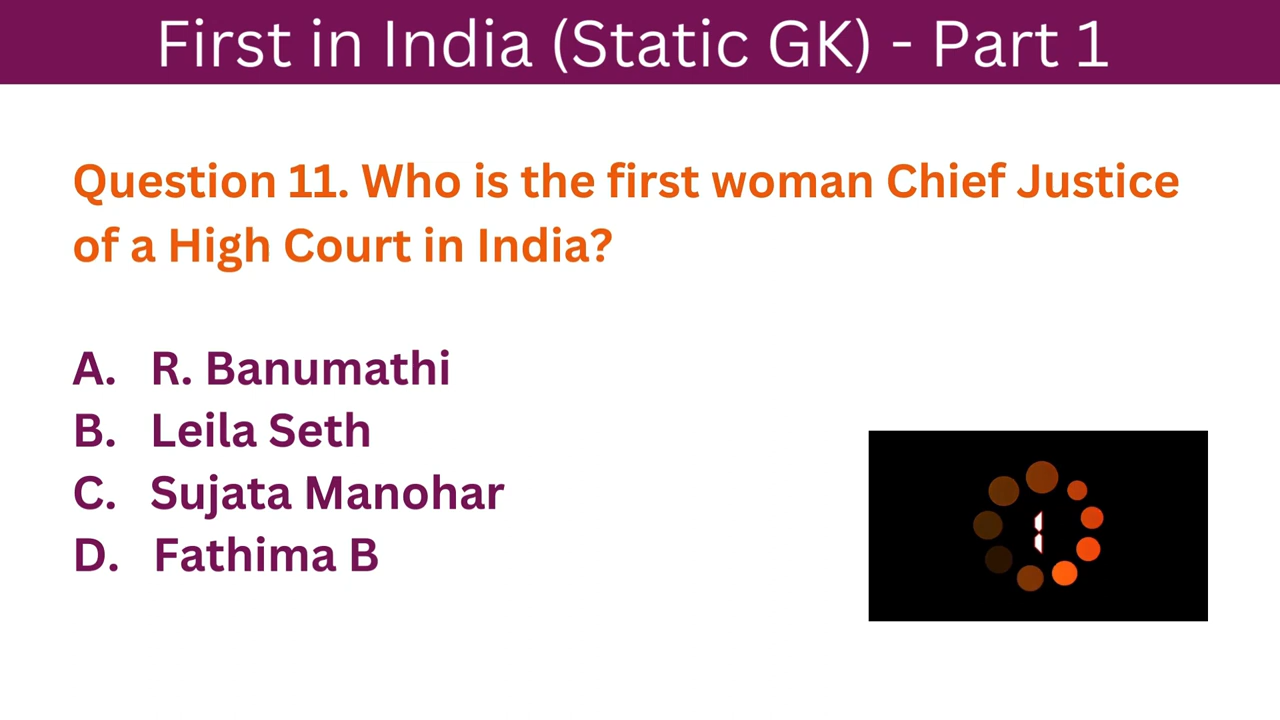 First in India (Static GK) - Part 1
Question 11. Who is the first woman Chief Justice
of a High Court in India?
A. R. Banumathi
B. Leila Seth
C. Sujata Manohar
D. Fathima B
1